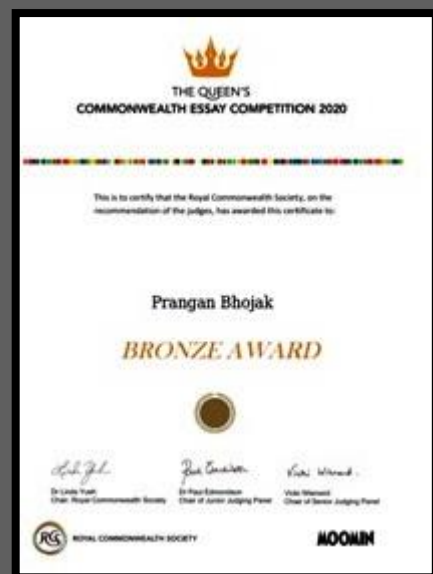 THE QUEEN'S
COMMONWEALTH ESSAY COMPETITION 2020
This is to certify that the Royal Commonwealth Society, on the
recommendation of the judges, has awarded this certificate to:
Prangan Bhojak
BRONZE AWARD
Dr Linda Yueh
Chair, Royal Commonwealth Society
Dr Paul Edmondson
Chair of Junior Judging Panel
Vicki
Chair of Senior Judging Panel
RCS
ROYAL COMMONWEALTH SOCIETY
MOOMIN